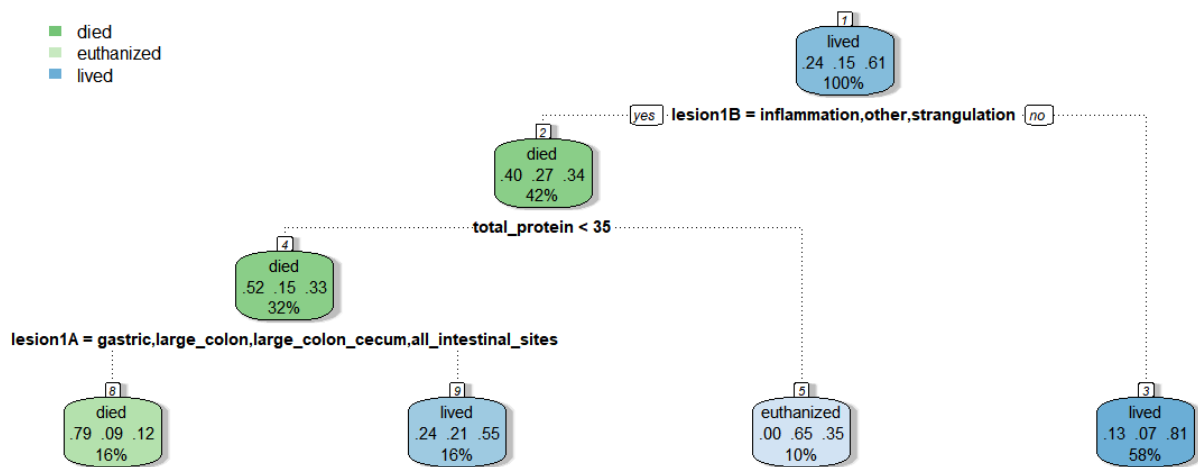 died
euthanized
lived
1
lived
.24 .15 .61
100%
yes lesion1B = inflammation,other,strangulation no
2
died
.40 .27 .34
42%
total_protein < 35
4
died
.52 .15 .33
32%
lesion1A = gastric,large_colon,large_colon_cecum,all_intestinal_sites
8
died
.79 .09 .12
16%
9
lived
.24 .21 .55
16%
5
euthanized
.00 .65 .35
10%
3
lived
.13 .07 .81
58%